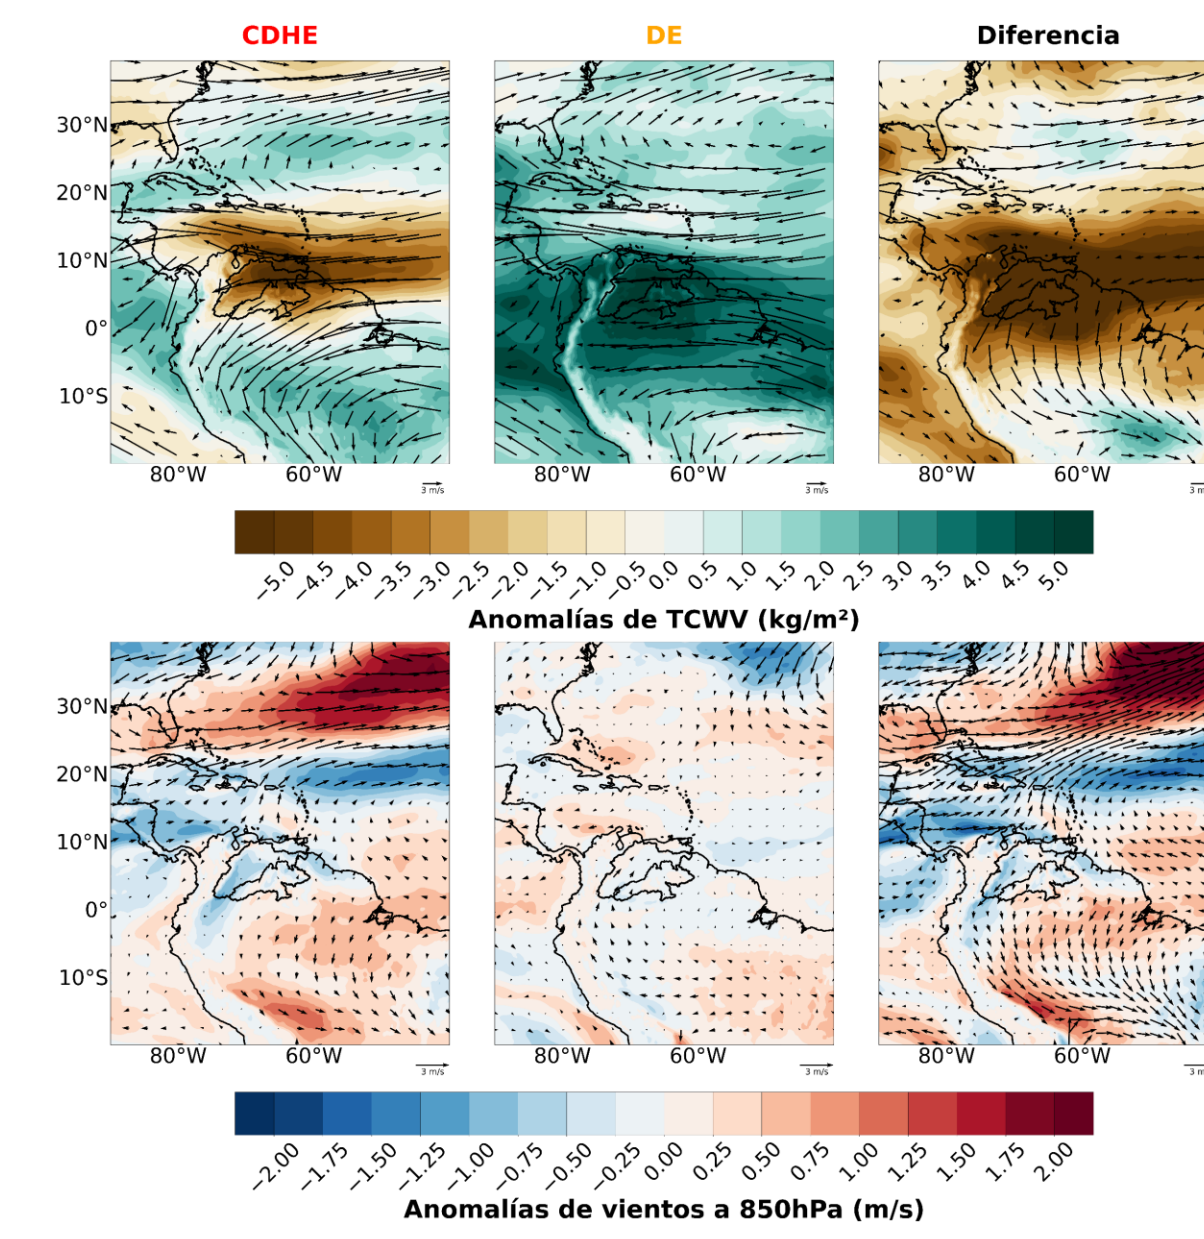 CDHE DE Diferencia
30°N
20°N
10°N
0°
10°S
80°W 60°W 80°W 60°W 80°W 60°W
3 m/s 3 m/s 3 m/s
−5.0 −4.5 −4.0 −3.5 −3.0 −2.5 −2.0 −1.5 −1.0 −0.5 0.0 0.5 1.0 1.5 2.0 2.5 3.0 3.5 4.0 4.5 5.0
Anomalías de TCWV (kg/m²)
30°N
20°N
10°N
0°
10°S
80°W 60°W 80°W 60°W 80°W 60°W
3 m/s 3 m/s 3 m/s
−2.00 −1.75 −1.50 −1.25 −1.00 −0.75 −0.50 −0.25 0.00 0.25 0.50 0.75 1.00 1.25 1.50 1.75 2.00
Anomalías de vientos a 850hPa (m/s)